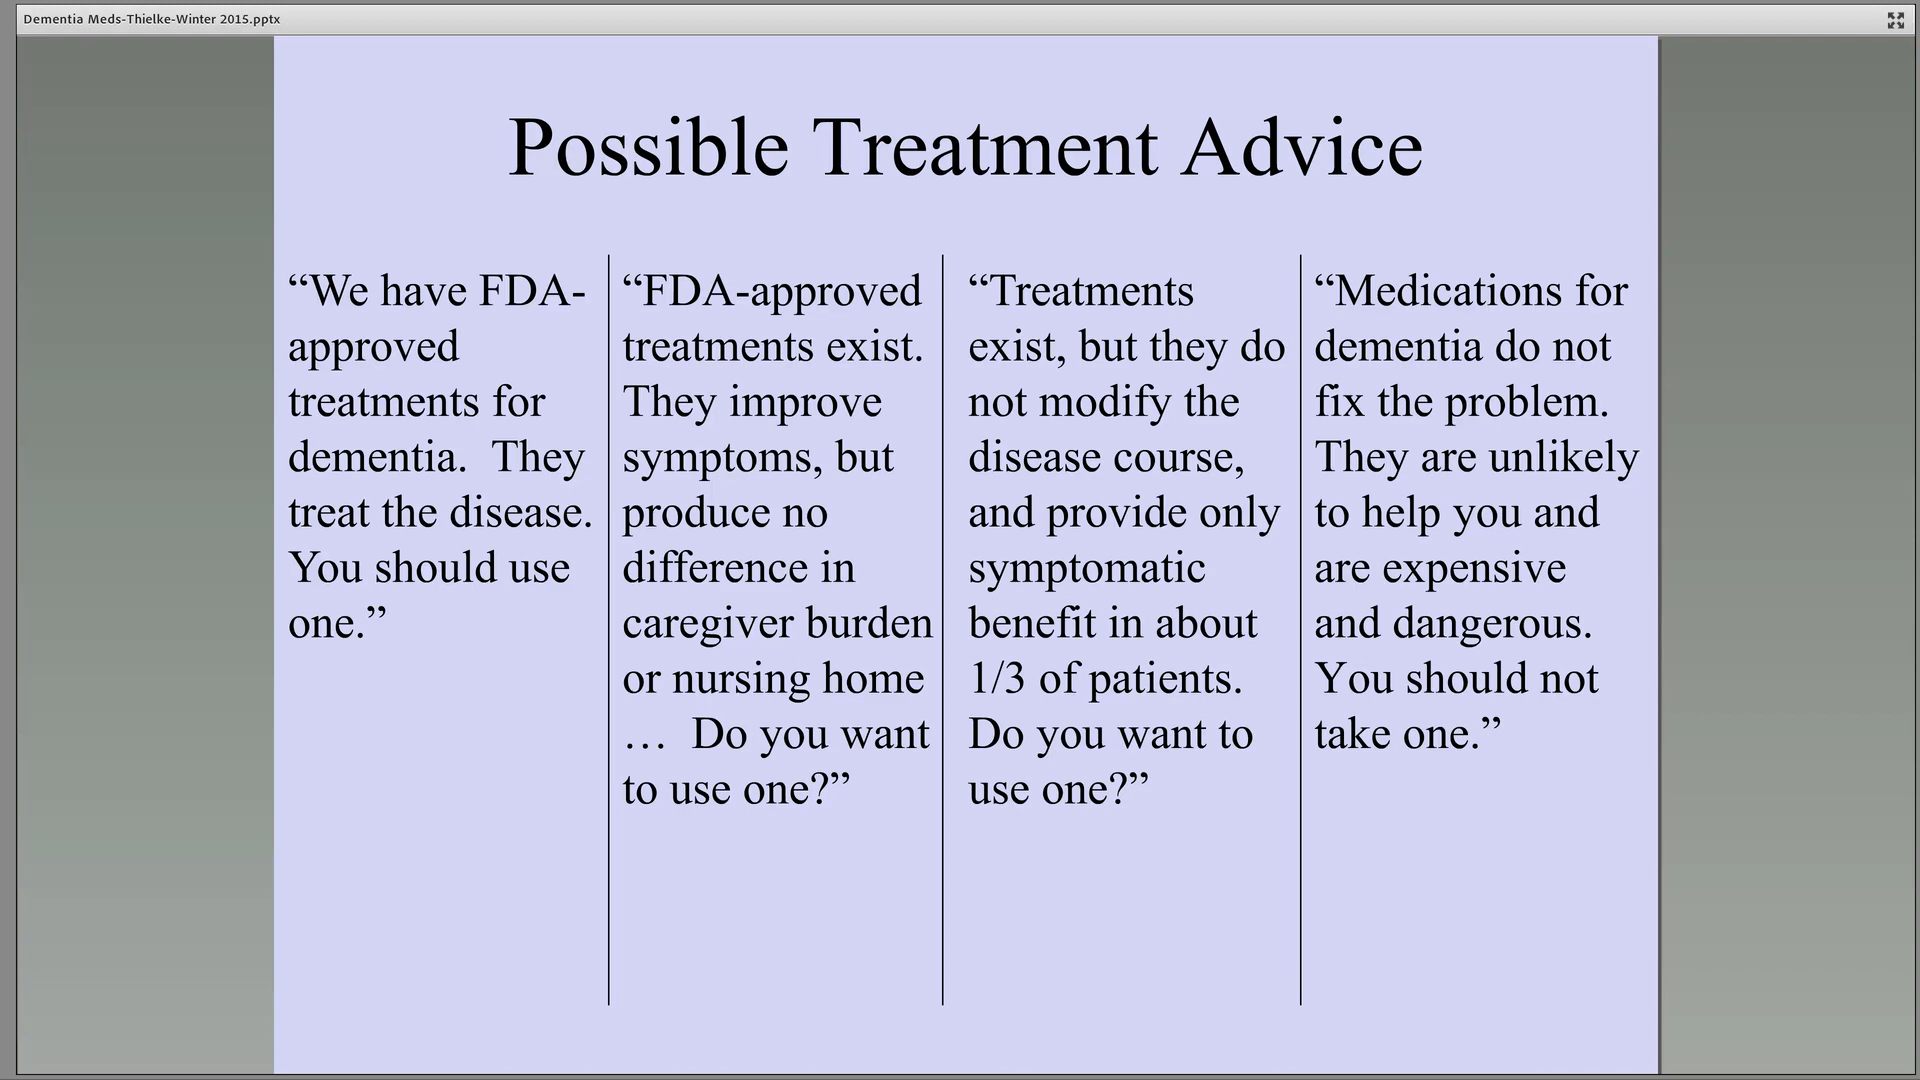 Dementia Meds-Thielke-Winter 2015.pptx
Possible Treatment Advice
“We have FDA-
approved
treatments for
dementia.  They
treat the disease.
You should use
one.”
“FDA-approved
treatments exist.
They improve
symptoms, but
produce no
difference in
caregiver burden
or nursing home
…  Do you want
to use one?”
“Treatments
exist, but they do
not modify the
disease course,
and provide only
symptomatic
benefit in about
1/3 of patients.
Do you want to
use one?”
“Medications for
dementia do not
fix the problem.
They are unlikely
to help you and
are expensive
and dangerous.
You should not
take one.”